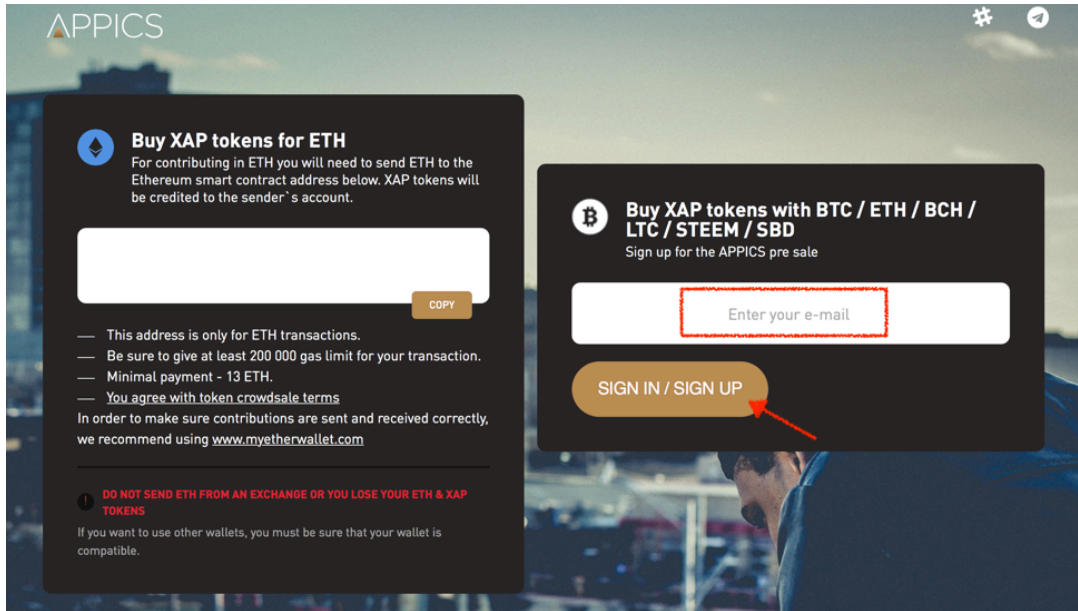 APPICS
Buy XAP tokens for ETH
For contributing in ETH you will need to send ETH to the
Ethereum smart contract address below. XAP tokens will
be credited to the sender`s account.
COPY
— This address is only for ETH transactions.
— Be sure to give at least 200 000 gas limit for your transaction.
— Minimal payment - 13 ETH.
— You agree with token crowdsale terms
In order to make sure contributions are sent and received correctly,
we recommend using www.myetherwallet.com
! DO NOT SEND ETH FROM AN EXCHANGE OR YOU LOSE YOUR ETH & XAP
TOKENS
If you want to use other wallets, you must be sure that your wallet is
compatible.
Buy XAP tokens with BTC / ETH / BCH /
LTC / STEEM / SBD
Sign up for the APPICS pre sale
Enter your e-mail
SIGN IN / SIGN UP